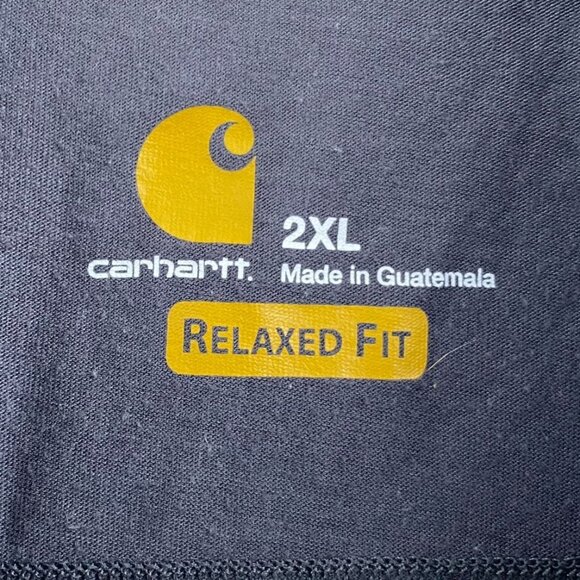 2XL
carhartt.
Made in Guatemala
RELAXED FIT